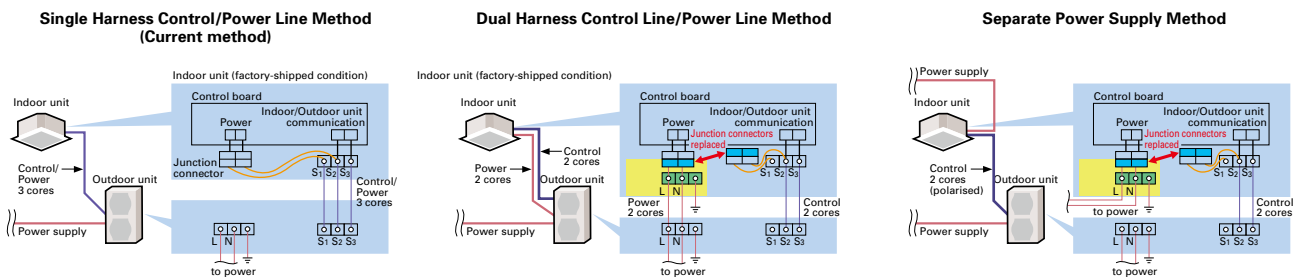 Single Harness Control/Power Line Method
(Current method)
Indoor unit (factory-shipped condition)
Indoor unit
Control board
Indoor/Outdoor unit
communication
Power
Junction
connector
S1 S2 S3
Control/
Power
3 cores
Outdoor unit
Control/
Power
3 cores
Power supply
L N
S1 S2 S3
to power
Dual Harness Control Line/Power Line Method
Indoor unit (factory-shipped condition)
Indoor unit
Control board
Indoor/Outdoor unit
communication
Power
Junction connectors
replaced
Control
2 cores
Power
2 cores
S1 S2 S3
Outdoor unit
L N
Power
2 cores
Control
2 cores
Power supply
L N
S1 S2 S3
to power
Separate Power Supply Method
Power supply
Indoor unit
Control board
Indoor/Outdoor unit
communication
Power
Junction connectors
replaced
Control
2 cores
(polarised)
S1 S2 S3
Outdoor unit
L N
to power
Control
2 cores
Power supply
L N
S1 S2 S3
to power